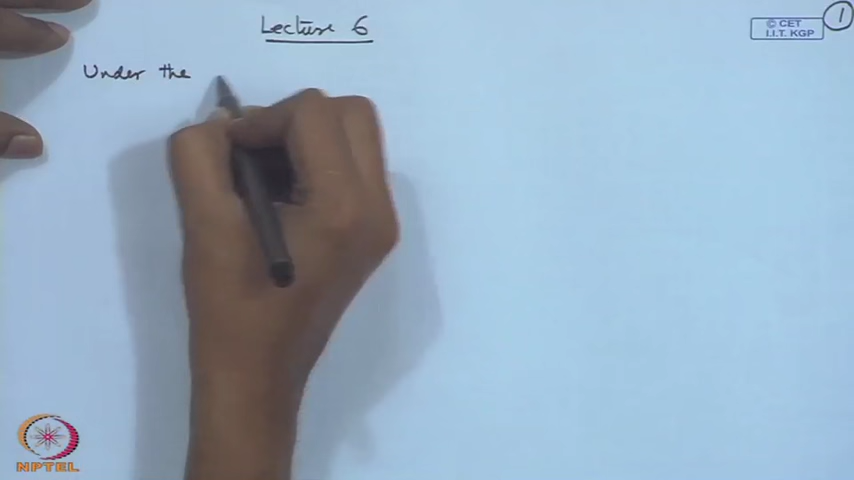 Lecture 6
© CET
I.I.T. KGP
1
Under the
NPTEL